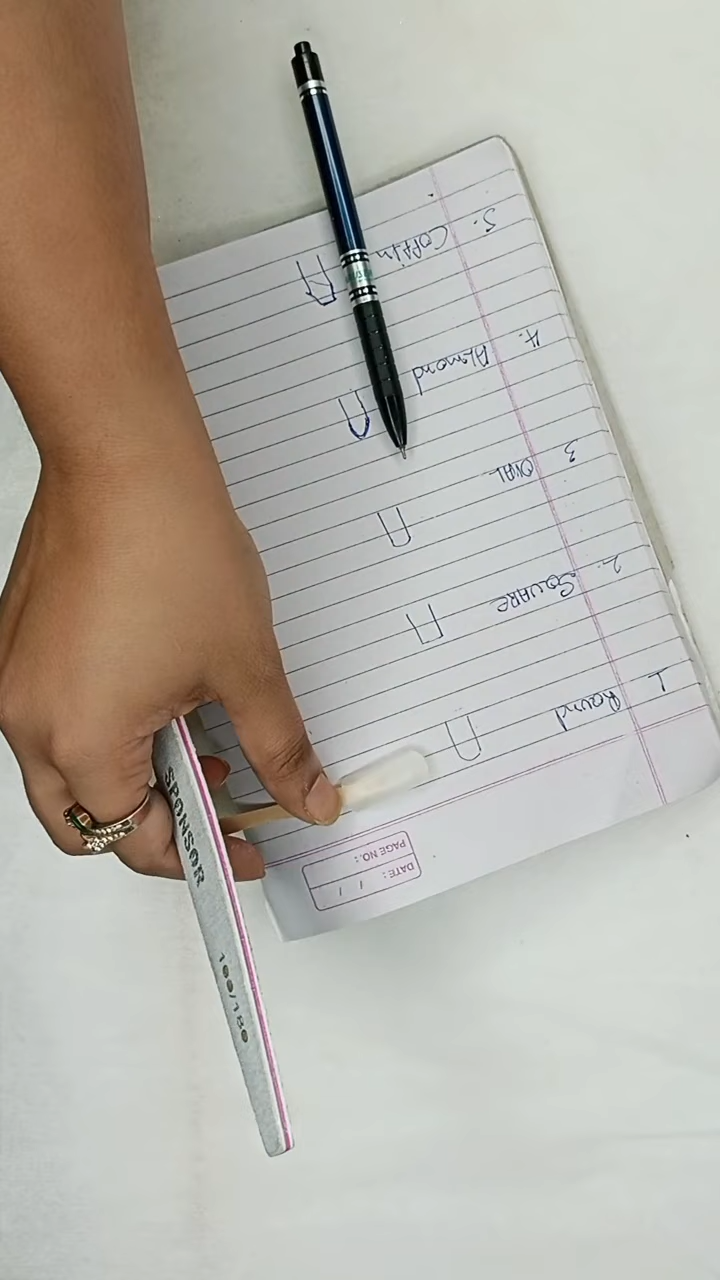 DATE: / /
PAGE NO.:
1. Round
2. SQUARE
3 OVAL
4. Almond
5. Coffin
SPONSOR
100/180